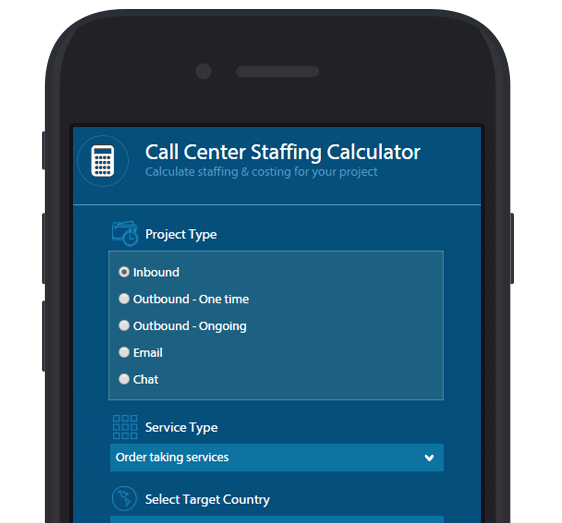 Call Center Staffing Calculator
Calculate staffing & costing for your project
Project Type
Inbound
Outbound - One time
Outbound - Ongoing
Email
Chat
Service Type
Order taking services
Select Target Country